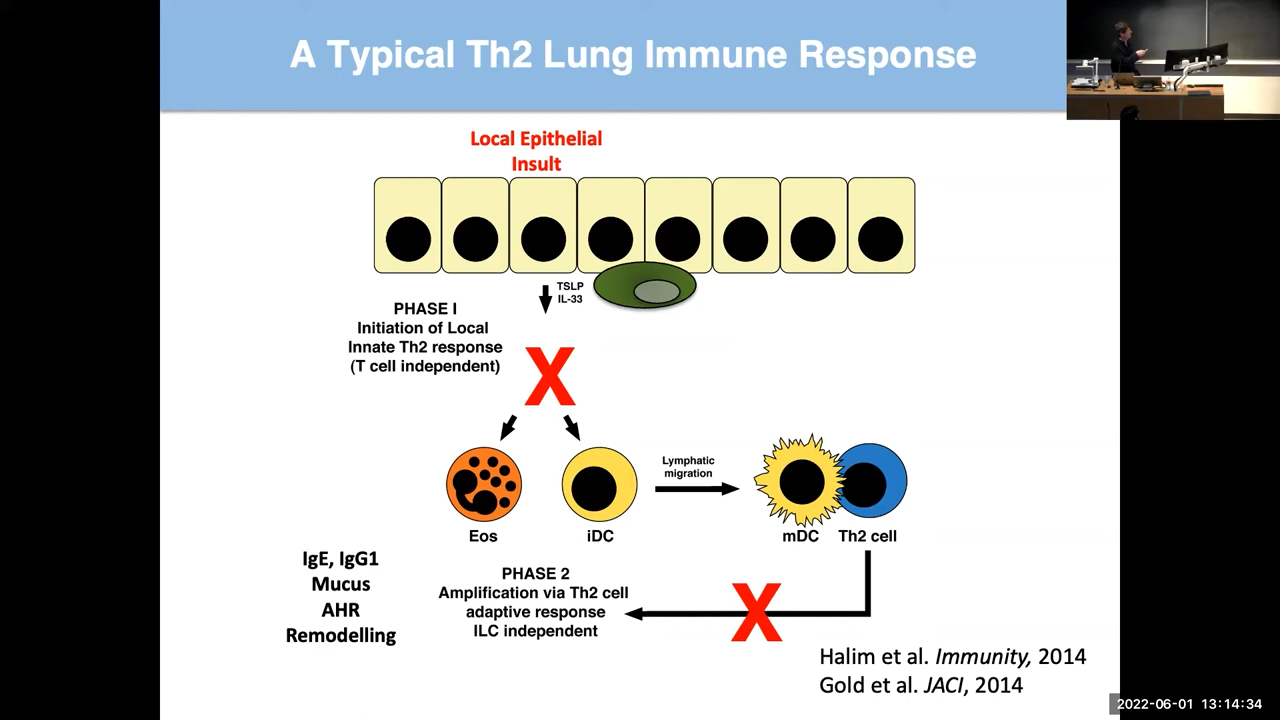 A Typical Th2 Lung Immune Response
Local Epithelial
Insult
TSLP
IL-33
PHASE I
Initiation of Local
Innate Th2 response
(T cell independent)
X
Lymphatic
migration
Eos
iDC
mDC
Th2 cell
IgE, IgG1
Mucus
AHR
Remodelling
PHASE 2
Amplification via Th2 cell
adaptive response
ILC independent
X
Halim et al. Immunity, 2014
Gold et al. JACI, 2014
2022-06-01 13:14:34